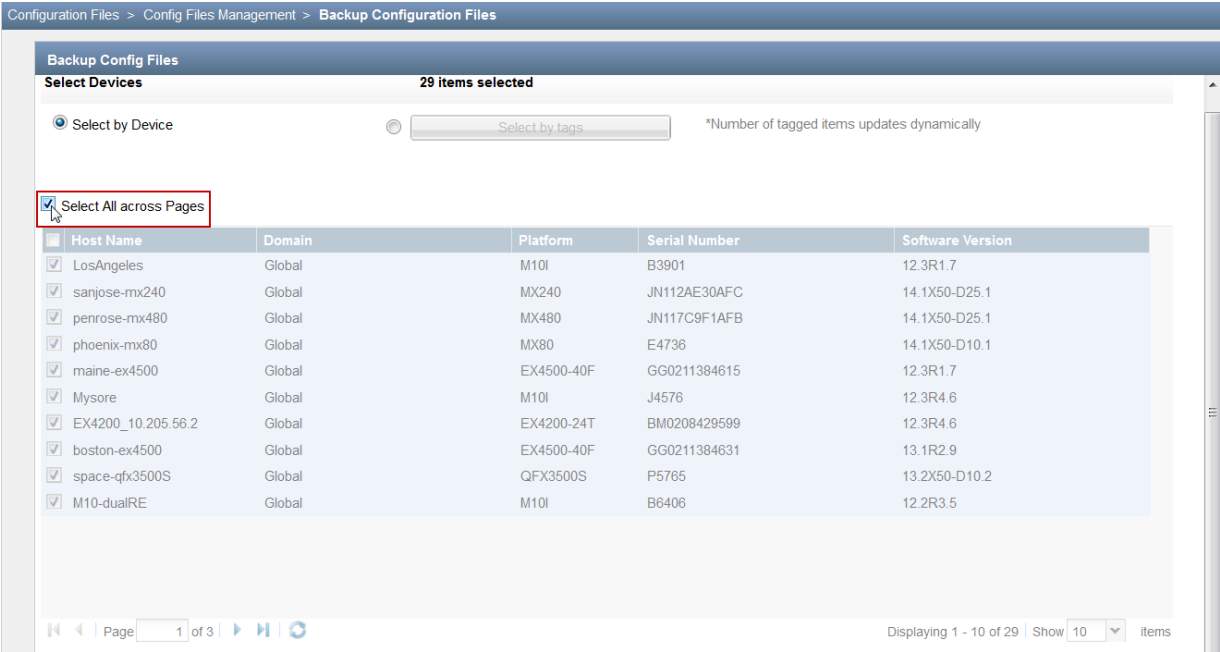 Configuration Files > Config Files Management > Backup Configuration Files
Backup Config Files
Select Devices 29 items selected
Select by Device Select by tags *Number of tagged items updates dynamically
Select All across Pages
Host Name Domain Platform Serial Number Software Version
LosAngeles Global M10I B3901 12.3R1.7
sanjose-mx240 Global MX240 JN112AE30AFC 14.1X50-D25.1
penrose-mx480 Global MX480 JN117C9F1AFB 14.1X50-D25.1
phoenix-mx80 Global MX80 E4736 14.1X50-D10.1
maine-ex4500 Global EX4500-40F GG0211384615 12.3R1.7
Mysore Global M10I J4576 12.3R4.6
EX4200_10.205.56.2 Global EX4200-24T BM0208429599 12.3R4.6
boston-ex4500 Global EX4500-40F GG0211384631 13.1R2.9
space-qfx3500S Global QFX3500S P5765 13.2X50-D10.2
M10-dualRE Global M10I B6406 12.2R3.5
Page 1 of 3 Displaying 1 - 10 of 29 Show 10 items